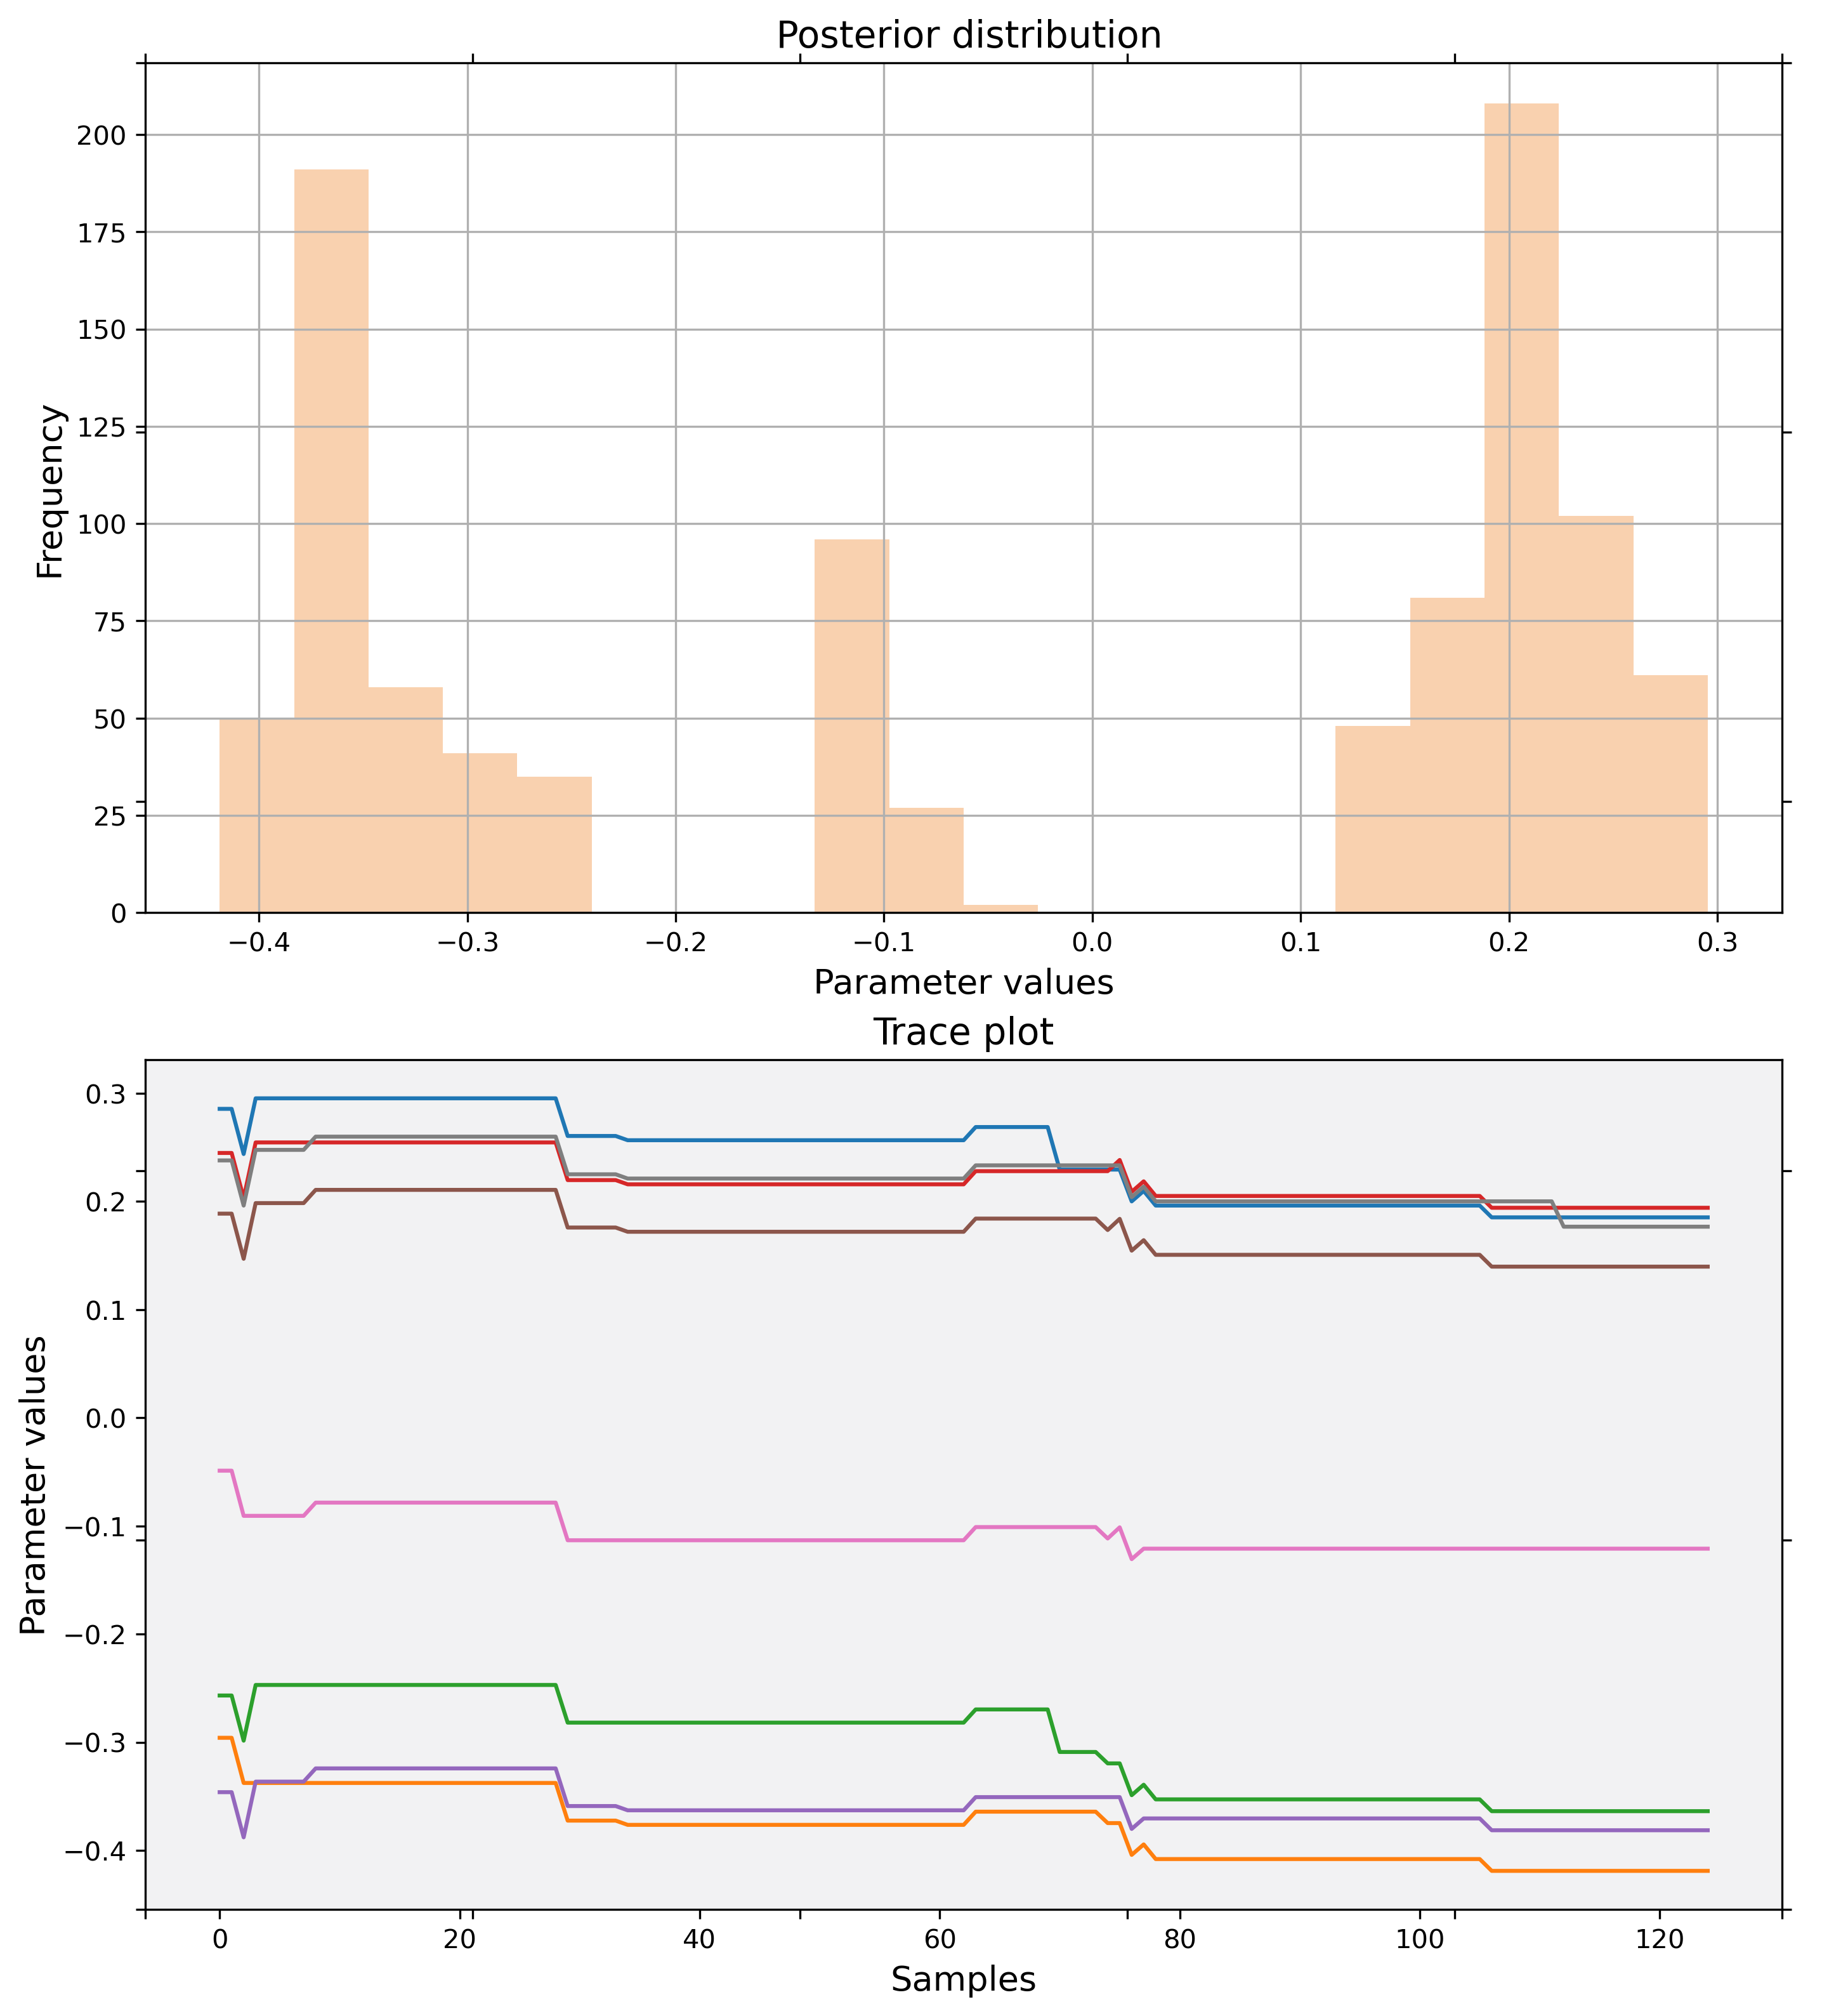 Posterior distribution
200
175
150
125
100
75
50
25
0
Frequency
−0.4 −0.3 −0.2 −0.1 0.0 0.1 0.2 0.3
Parameter values
Trace plot
0.3
0.2
0.1
0.0
−0.1
−0.2
−0.3
−0.4
Parameter values
0 20 40 60 80 100 120
Samples